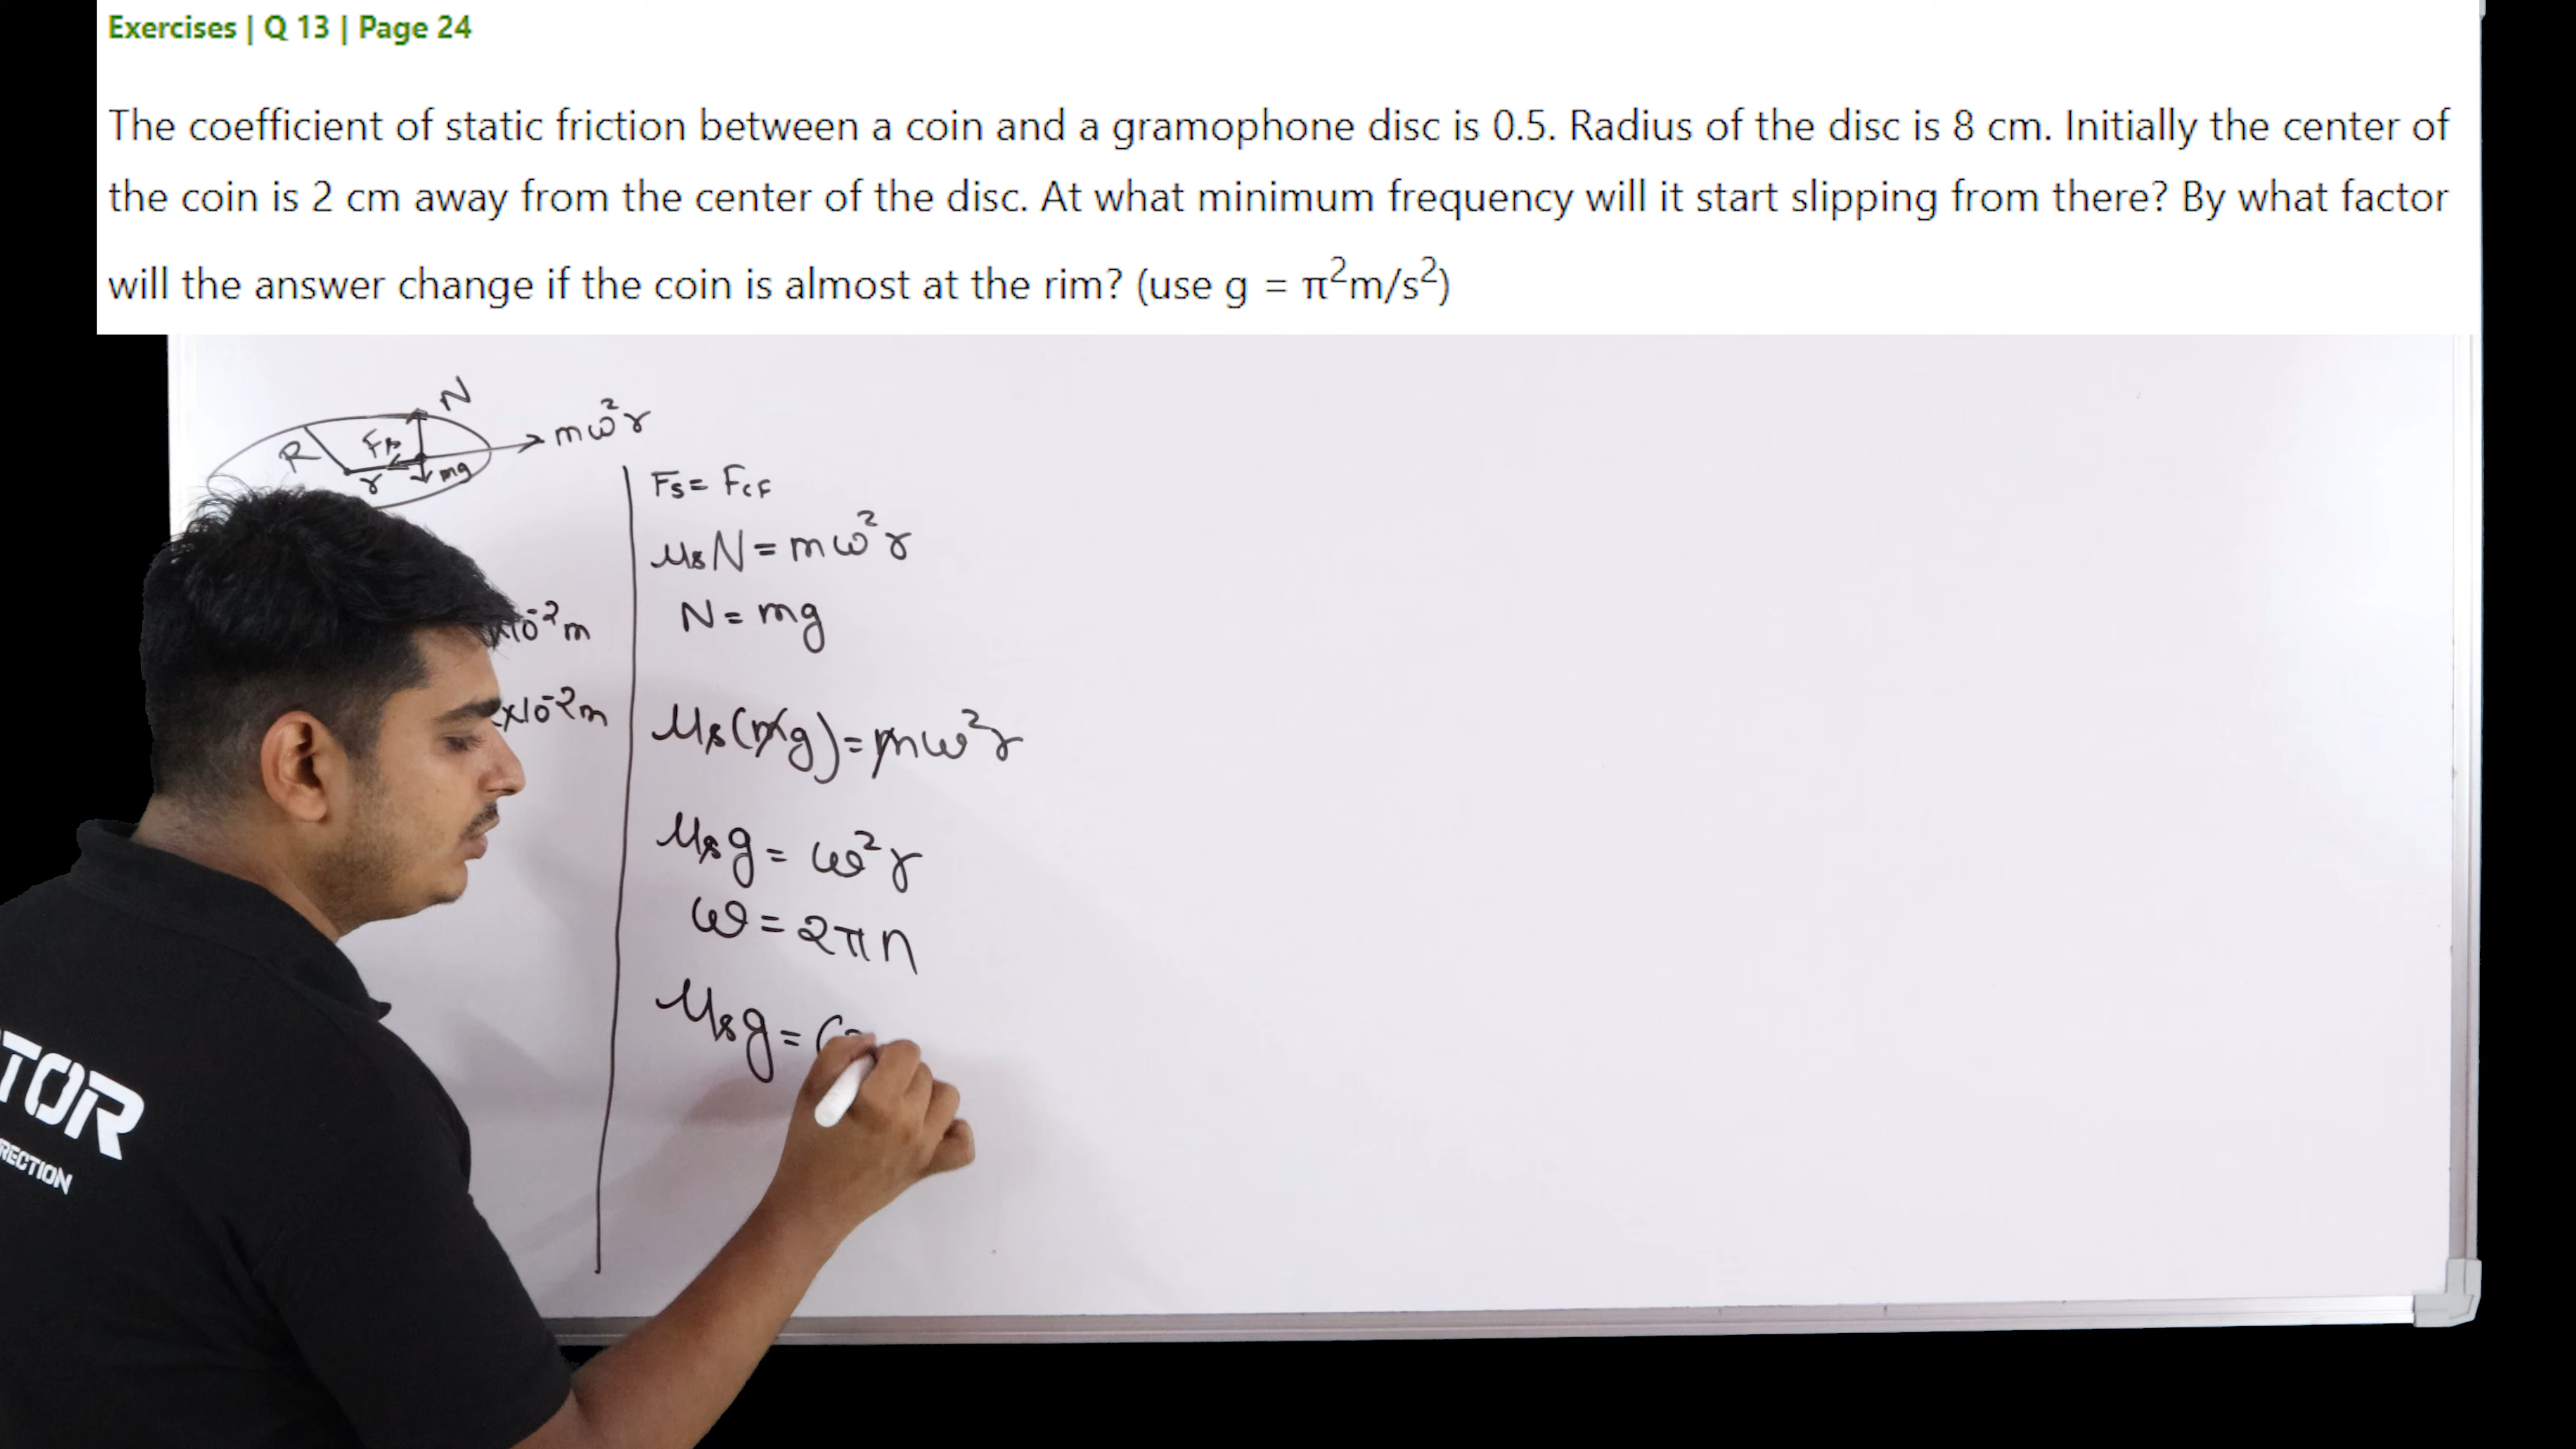 Exercises | Q 13 | Page 24
The coefficient of static friction between a coin and a gramophone disc is 0.5. Radius of the disc is 8 cm. Initially the center of
the coin is 2 cm away from the center of the disc. At what minimum frequency will it start slipping from there? By what factor
will the answer change if the coin is almost at the rim? (use g = π²m/s²)
N
mω²r
R
Fs
r
mg
×10⁻²m
×10⁻²m
Fs = FCF
μsN = mω²r
N = mg
μs(mg) = mω²r
μsg = ω²r
ω = 2πn
μsg = (2
TOR
RECTION